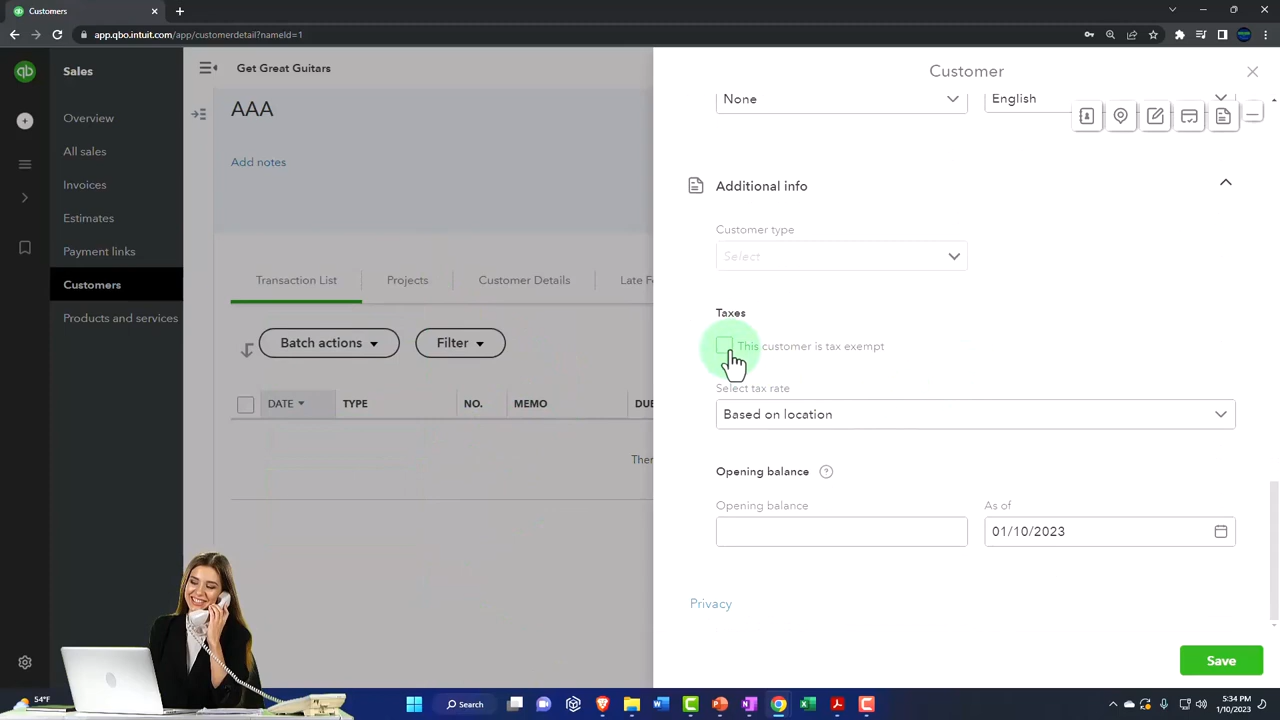 Customers
app.qbo.intuit.com/app/customerdetail?nameId=1
qb
Sales
Overview
All sales
Invoices
Estimates
Payment links
Customers
Products and services
Get Great Guitars
AAA
Add notes
Transaction List
Projects
Customer Details
Late Fe
Batch actions
Filter
DATE
TYPE
NO.
MEMO
DUE
Ther
Customer
None
English
Additional info
Customer type
Select
Taxes
This customer is tax exempt
Select tax rate
Based on location
Opening balance
Opening balance
As of
01/10/2023
Privacy
Save
54°F
Search
5:34 PM
1/10/2023